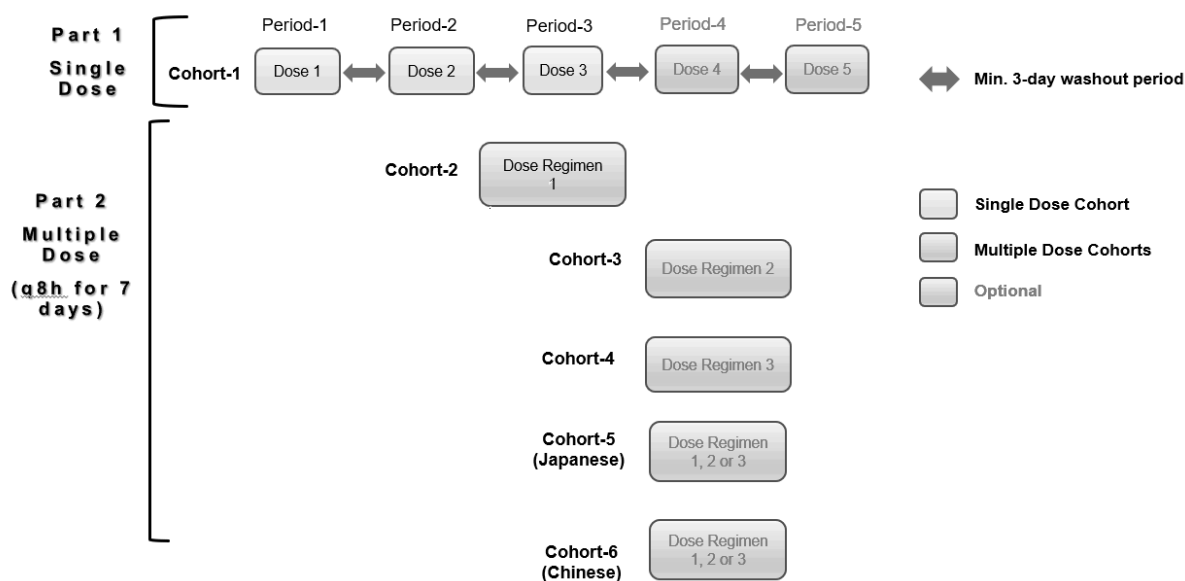 Part 1
Single
Dose
Period-1 Period-2 Period-3 Period-4 Period-5
Cohort-1 Dose 1 Dose 2 Dose 3 Dose 4 Dose 5
Min. 3-day washout period
Part 2
Multiple
Dose
(q8h for 7
days)
Cohort-2
Dose Regimen
1
Cohort-3
Dose Regimen 2
Cohort-4
Dose Regimen 3
Cohort-5
(Japanese)
Dose Regimen
1, 2 or 3
Cohort-6
(Chinese)
Dose Regimen
1, 2 or 3
Single Dose Cohort
Multiple Dose Cohorts
Optional